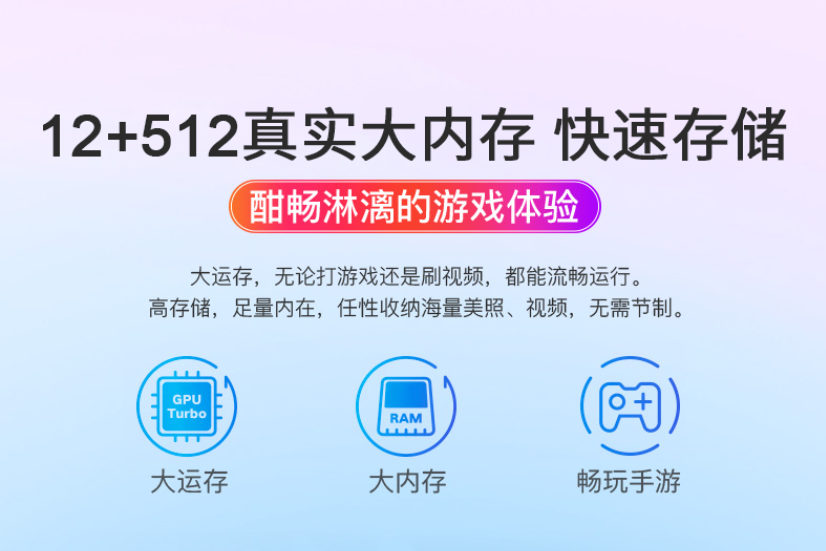 12+512真实大内存 快速存储
酣畅淋漓的游戏体验
大运存，无论打游戏还是刷视频，都能流畅运行。
高存储，足量内在，任性收纳海量美照、视频，无需节制。
GPU
Turbo
RAM
大运存
大内存
畅玩手游